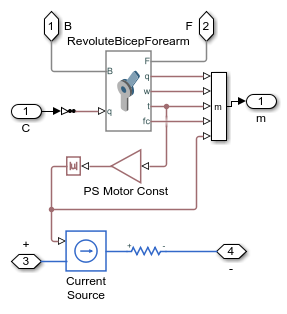 1 B F 2
RevoluteBicepForearm
F
B q
w
1 q t m 1
C fc m
|u|
PS Motor Const
+
3 + - 4
-
Current
Source